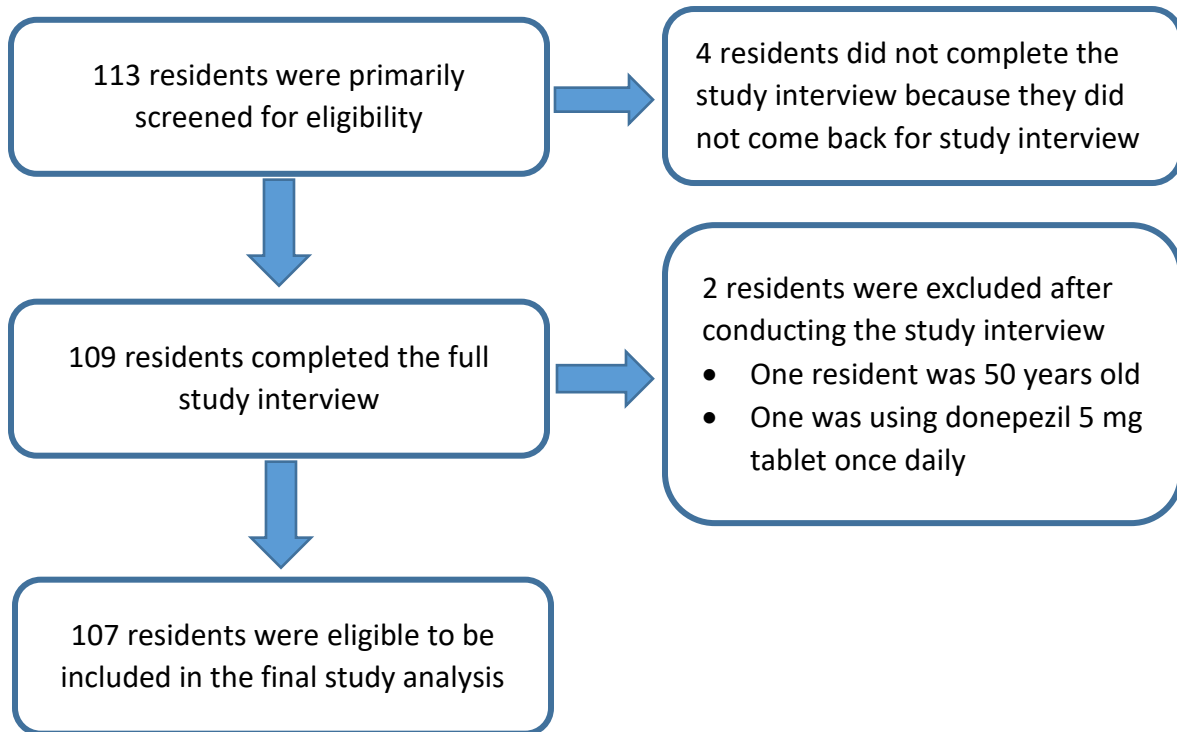 113 residents were primarily
screened for eligibility
4 residents did not complete the
study interview because they did
not come back for study interview
109 residents completed the full
study interview
2 residents were excluded after
conducting the study interview
• One resident was 50 years old
• One was using donepezil 5 mg
tablet once daily
107 residents were eligible to be
included in the final study analysis